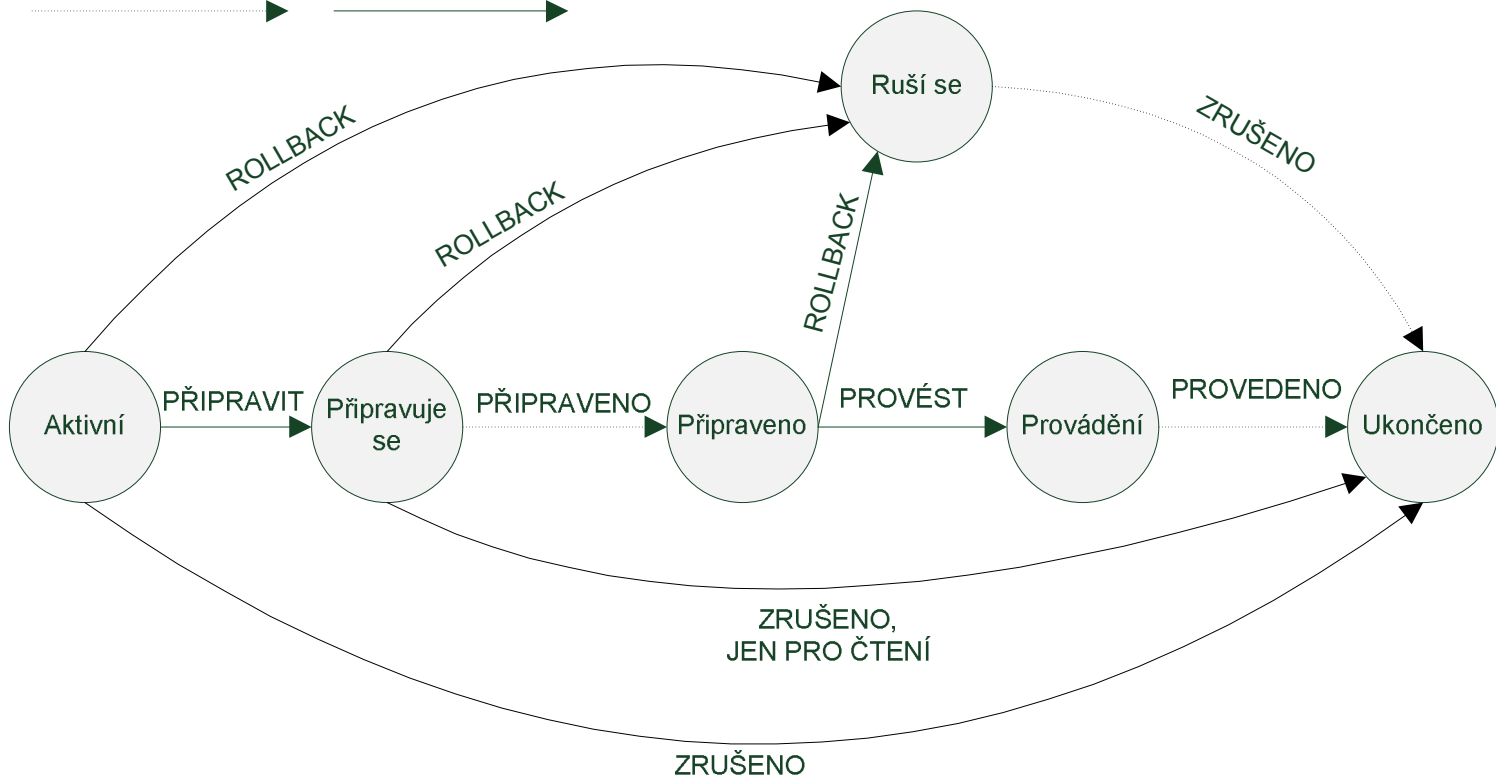 Ruší se
ZRUŠENO
ROLLBACK
ROLLBACK
ROLLBACK
Aktivní
PŘIPRAVIT
Připravuje
se
PŘIPRAVENO
Připraveno
PROVÉST
Provádění
PROVEDENO
Ukončeno
ZRUŠENO,
JEN PRO ČTENÍ
ZRUŠENO